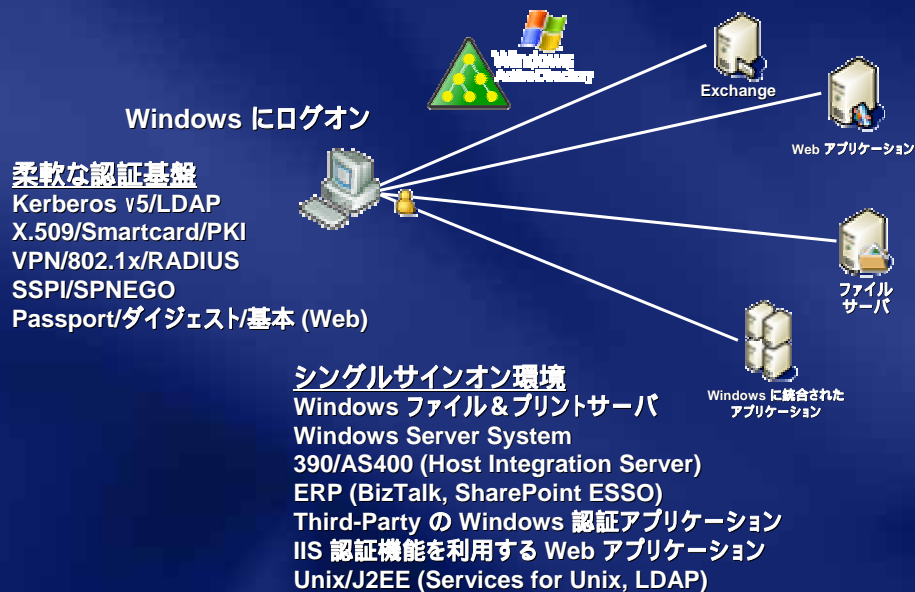 Windows
Active Directory
Exchange
Web アプリケーション
Windows にログオン
柔軟な認証基盤
Kerberos v5/LDAP
X.509/Smartcard/PKI
VPN/802.1x/RADIUS
SSPI/SPNEGO
Passport/ダイジェスト/基本 (Web)
ファイル
サーバ
Windows に統合された
アプリケーション
シングルサインオン環境
Windows ファイル＆プリントサーバ
Windows Server System
390/AS400 (Host Integration Server)
ERP (BizTalk, SharePoint ESSO)
Third-Party の Windows 認証アプリケーション
IIS 認証機能を利用する Web アプリケーション
Unix/J2EE (Services for Unix, LDAP)